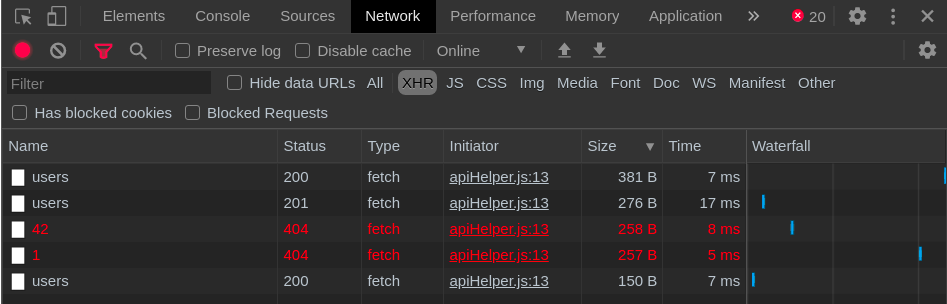 Elements Console Sources Network Performance Memory Application » 20
Preserve log Disable cache Online
Filter Hide data URLs All XHR JS CSS Img Media Font Doc WS Manifest Other
Has blocked cookies Blocked Requests
Name Status Type Initiator Size Time Waterfall
users 200 fetch apiHelper.js:13 381 B 7 ms
users 201 fetch apiHelper.js:13 276 B 17 ms
42 404 fetch apiHelper.js:13 258 B 8 ms
1 404 fetch apiHelper.js:13 257 B 5 ms
users 200 fetch apiHelper.js:13 150 B 7 ms